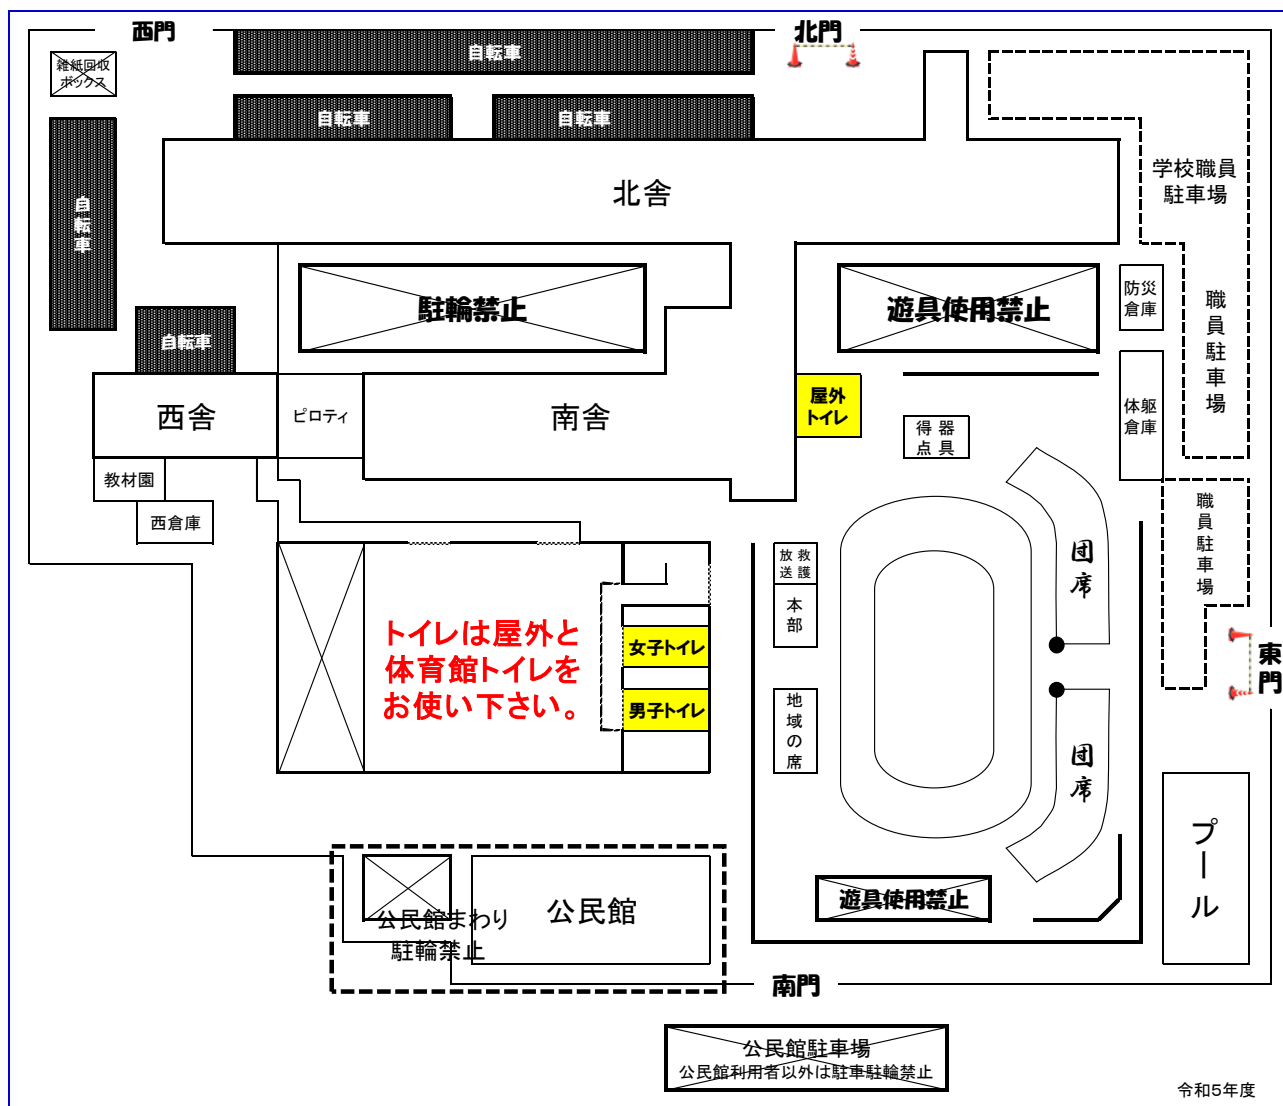 西門
北門
雑紙回収
ボックス
自転車
自転車
自転車
自転車
北舎
学校職員
駐車場
職員駐車場
防災
倉庫
駐輪禁止
遊具使用禁止
自転車
西舎
ピロティ
南舎
屋外
トイレ
得器
点具
体躯
倉庫
教材園
西倉庫
職員駐車場
放救
送護
本部
団席
トイレは屋外と
体育館トイレを
お使い下さい。
女子トイレ
男子トイレ
東門
地域の席
団席
プール
遊具使用禁止
公民館
公民館まわり
駐輪禁止
南門
公民館駐車場
公民館利用者以外は駐車駐輪禁止
令和5年度